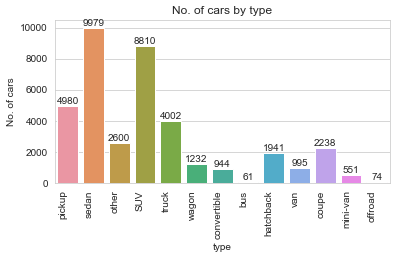 No. of cars by type
No. of cars
10000
8000
6000
4000
2000
0
4980
9979
2600
8810
4002
1232
944
61
1941
995
2238
551
74
pickup
sedan
other
SUV
truck
wagon
convertible
bus
hatchback
van
coupe
mini-van
offroad
type